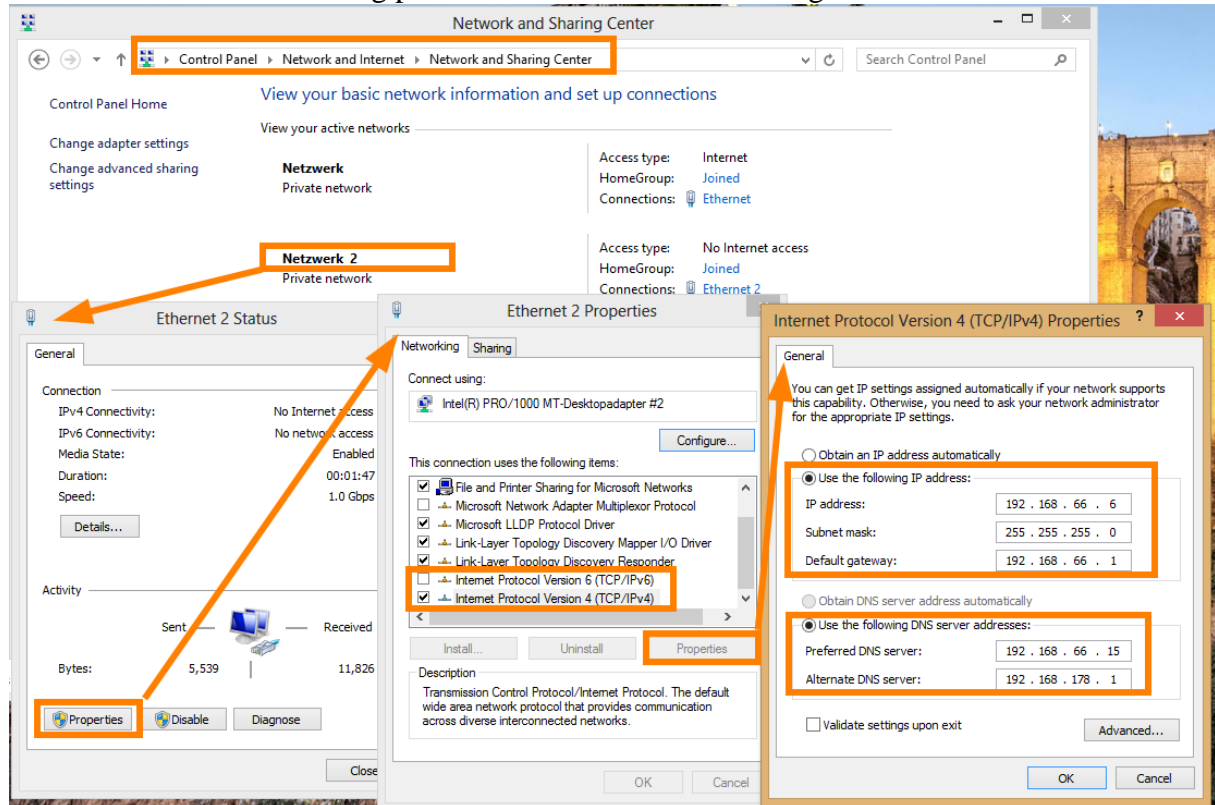 Network and Sharing Center
Control Panel Network and Internet Network and Sharing Center
Search Control Panel
Control Panel Home
Change adapter settings
Change advanced sharing
settings
View your basic network information and set up connections
View your active networks
Netzwerk
Private network
Access type: Internet
HomeGroup: Joined
Connections: Ethernet
Netzwerk 2
Private network
Access type: No Internet access
HomeGroup: Joined
Connections: Ethernet 2
Ethernet 2 Status
General
Connection
IPv4 Connectivity: No Internet access
IPv6 Connectivity: No network access
Media State: Enabled
Duration: 00:01:47
Speed: 1.0 Gbps
Details...
Activity
Sent Received
Bytes: 5,539 11,826
Properties Disable Diagnose
Close
Ethernet 2 Properties
Networking Sharing
Connect using:
Intel(R) PRO/1000 MT-Desktopadapter #2
Configure...
This connection uses the following items:
File and Printer Sharing for Microsoft Networks
Microsoft Network Adapter Multiplexor Protocol
Microsoft LLDP Protocol Driver
Link-Layer Topology Discovery Mapper I/O Driver
Link-Layer Topology Discovery Responder
Internet Protocol Version 6 (TCP/IPv6)
Internet Protocol Version 4 (TCP/IPv4)
Install... Uninstall Properties
Description
Transmission Control Protocol/Internet Protocol. The default
wide area network protocol that provides communication
across diverse interconnected networks.
OK Cancel
Internet Protocol Version 4 (TCP/IPv4) Properties ?
General
You can get IP settings assigned automatically if your network supports
this capability. Otherwise, you need to ask your network administrator
for the appropriate IP settings.
Obtain an IP address automatically
Use the following IP address:
IP address: 192 . 168 . 66 . 6
Subnet mask: 255 . 255 . 255 . 0
Default gateway: 192 . 168 . 66 . 1
Obtain DNS server address automatically
Use the following DNS server addresses:
Preferred DNS server: 192 . 168 . 66 . 15
Alternate DNS server: 192 . 168 . 178 . 1
Validate settings upon exit
Advanced...
OK Cancel